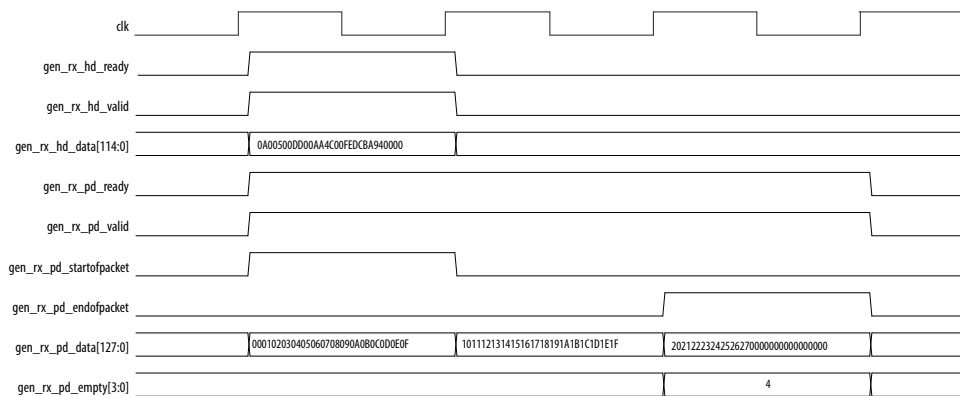 clk
gen_rx_hd_ready
gen_rx_hd_valid
gen_rx_hd_data[114:0] 0A00500DD00AA4C00FEDCBA940000
gen_rx_pd_ready
gen_rx_pd_valid
gen_rx_pd_startofpacket
gen_rx_pd_endofpacket
gen_rx_pd_data[127:0] 000102030405060708090A0B0C0D0E0F 101112131415161718191A1B1C1D1E1F 20212223242526270000000000000000
gen_rx_pd_empty[3:0] 4